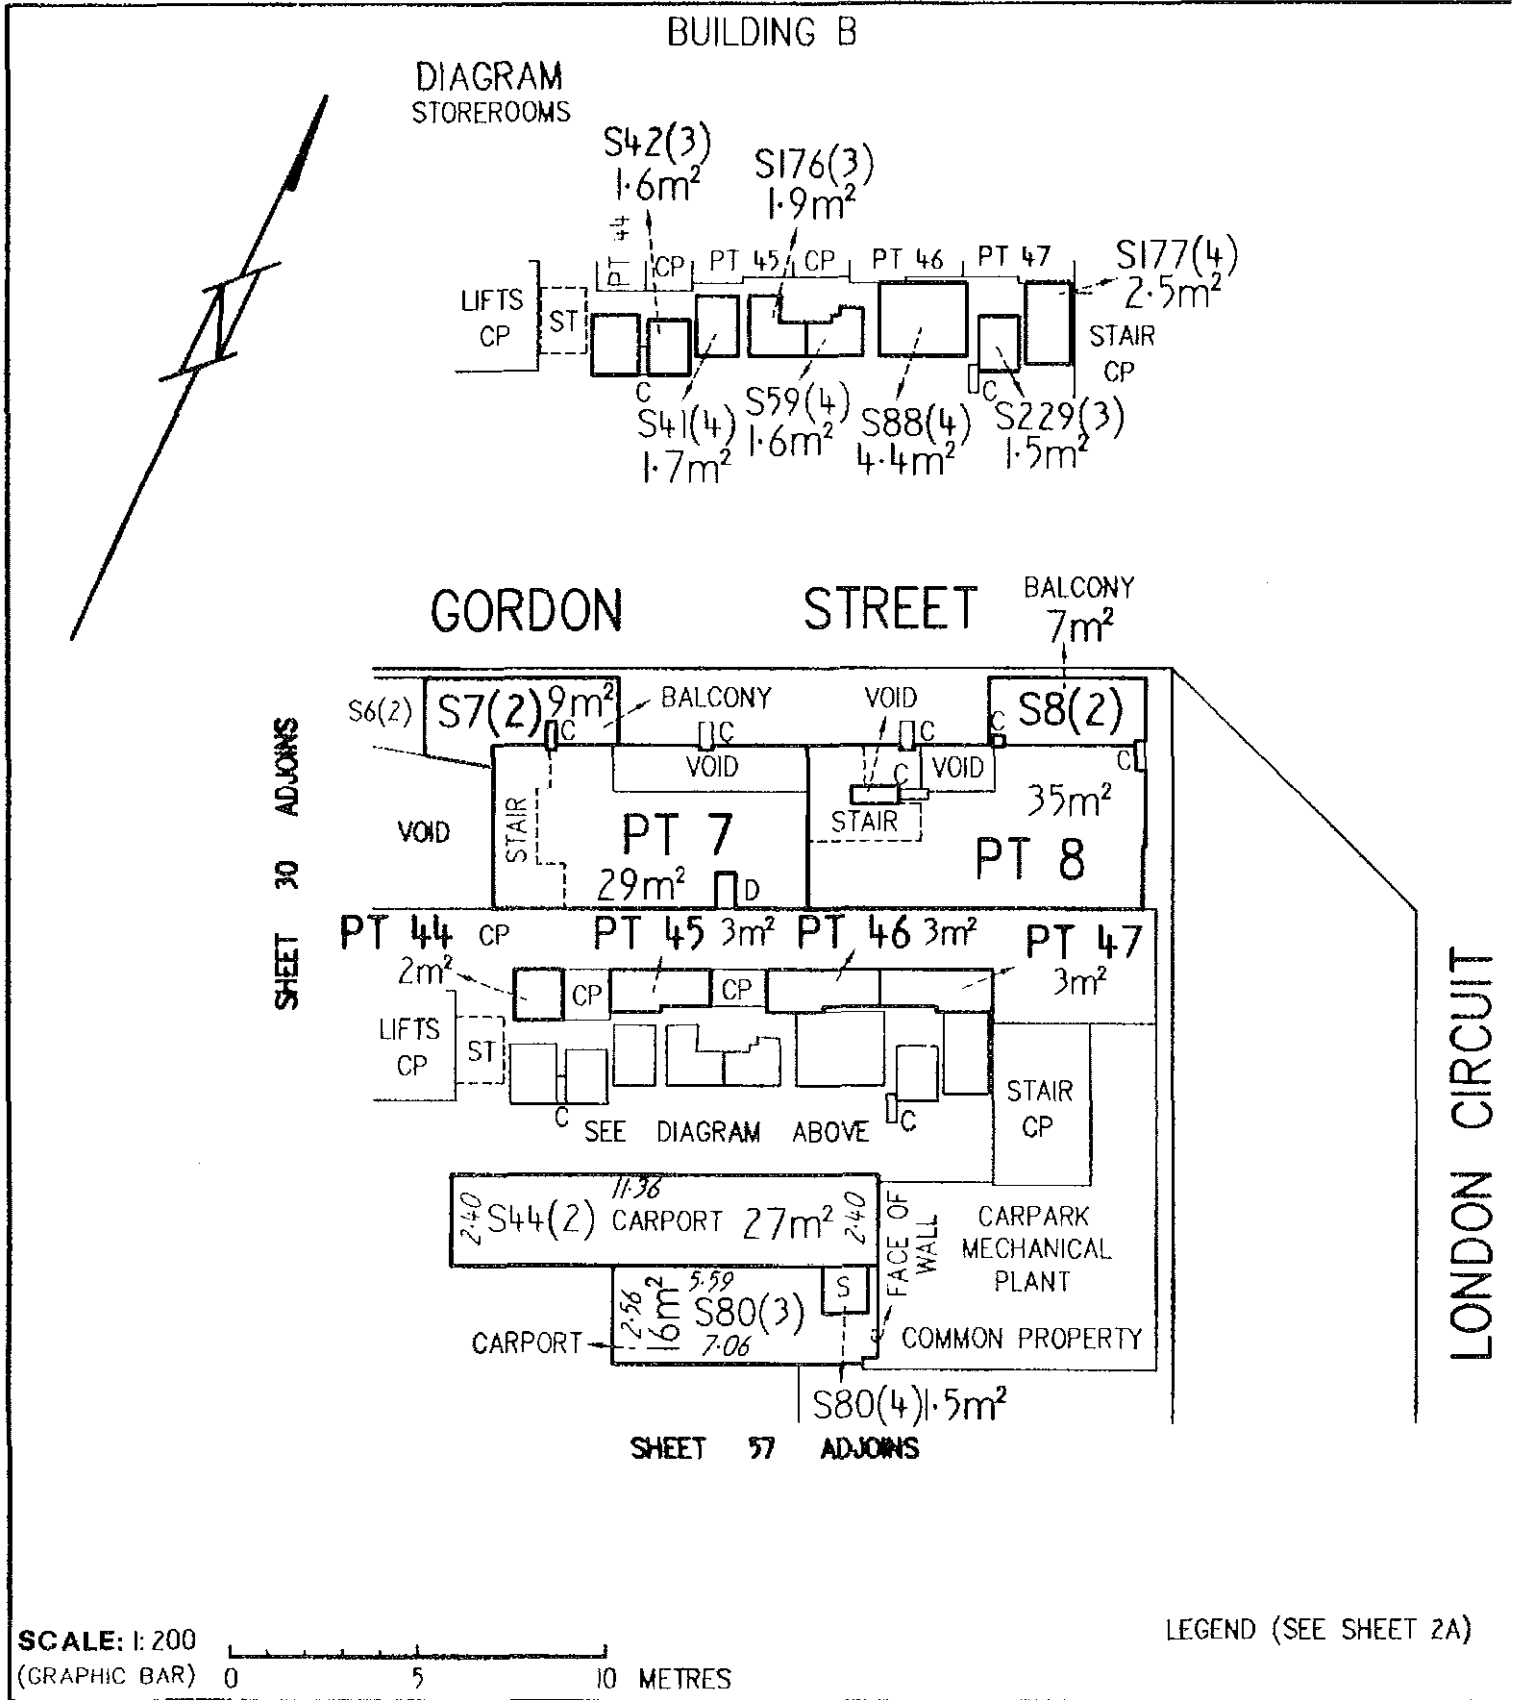 BUILDING B
DIAGRAM
STOREROOMS
S42(3)
1·6m²
S176(3)
1·9m²
PT 44
CP
PT 45
CP
PT 46
PT 47
S177(4)
2·5m²
LIFTS
CP
ST
STAIR
CP
C
C
S41(4)
1·7m²
S59(4)
1·6m²
S88(4)
4·4m²
S229(3)
1·5m²
GORDON STREET
BALCONY
7m²
S6(2)
S7(2) 9m²
BALCONY
VOID
S8(2)
C
C
C
C
C
VOID
C
VOID
35m²
SHEET 30 ADJOINS
VOID
STAIR
PT 7
29m²
D
STAIR
PT 8
PT 44
2m²
CP
PT 45 3m²
PT 46 3m²
PT 47
3m²
CP
CP
LIFTS
CP
ST
STAIR
CP
C
C
SEE DIAGRAM ABOVE
LONDON CIRCUIT
11·36
2·40
S44(2) CARPORT 27m²
2·40
FACE OF
WALL
CARPARK
MECHANICAL
PLANT
COMMON PROPERTY
5·59
2·56
16m²
S80(3)
7·06
S
CARPORT
S80(4) 1·5m²
SHEET 57 ADJOINS
SCALE: 1:200
(GRAPHIC BAR) 0 5 10 METRES
LEGEND (SEE SHEET 2A)